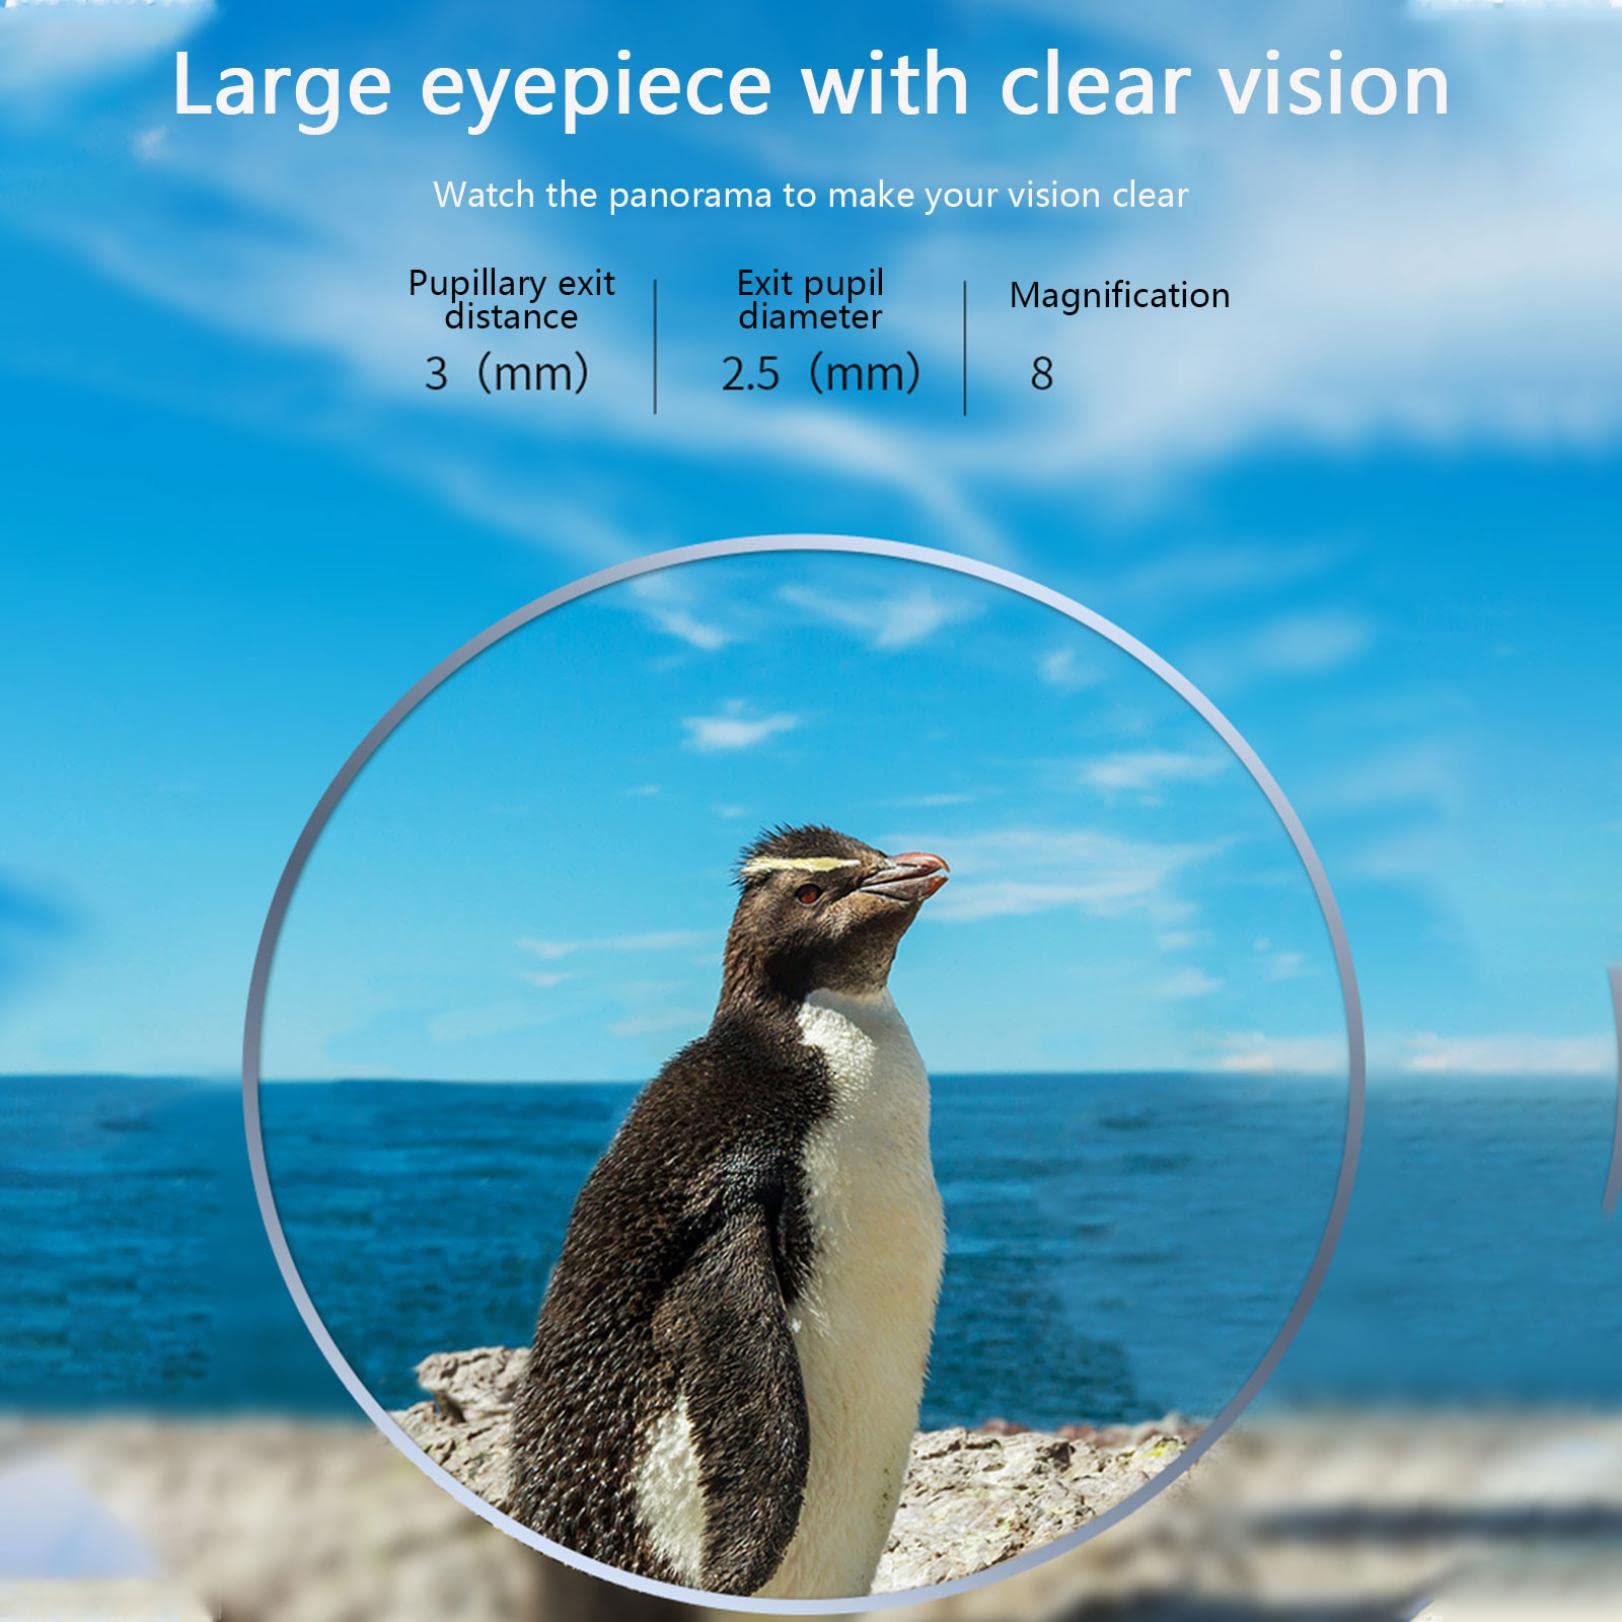 Large eyepiece with clear vision
Watch the panorama to make your vision clear
Pupillary exit
distance
3（mm）
Exit pupil
diameter
2.5（mm）
Magnification
8